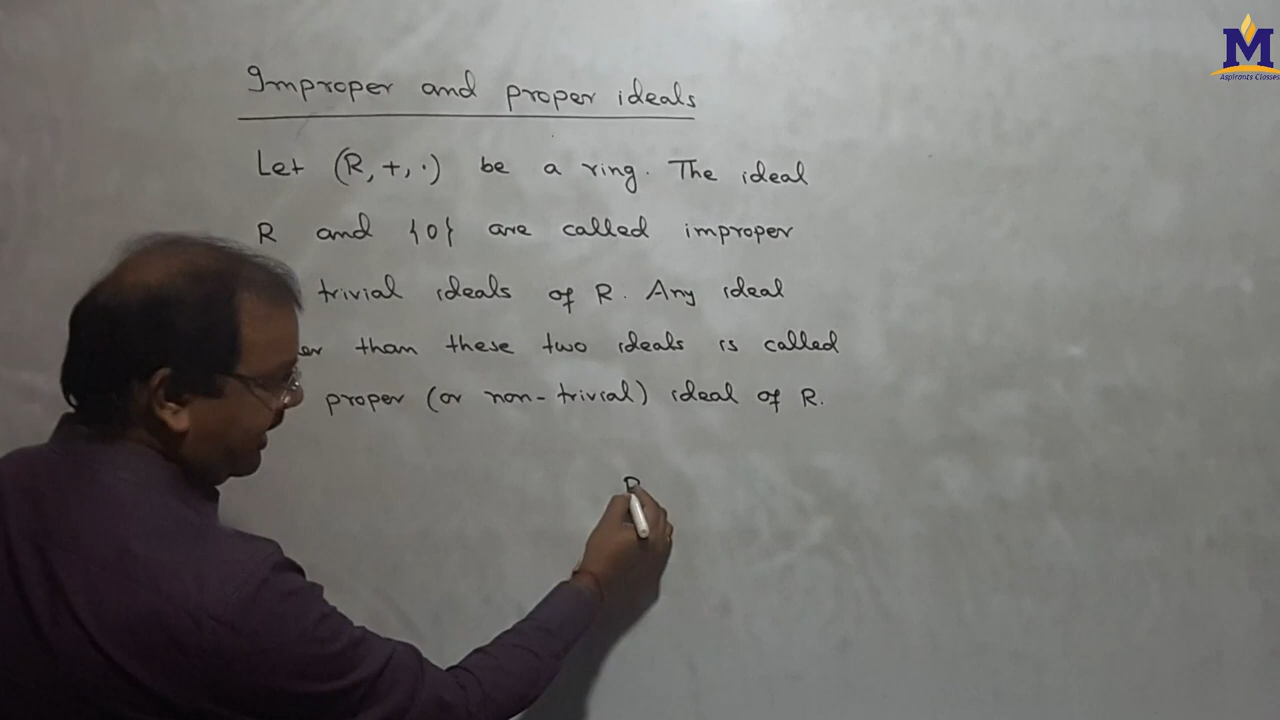 M
Aspirants Classes
Improper and proper ideals
Let (R, +, ·) be a ring. The ideal
R and {0} are called improper
trivial ideals of R. Any ideal
than these two ideals is called
proper (or non-trivial) ideal of R.
R